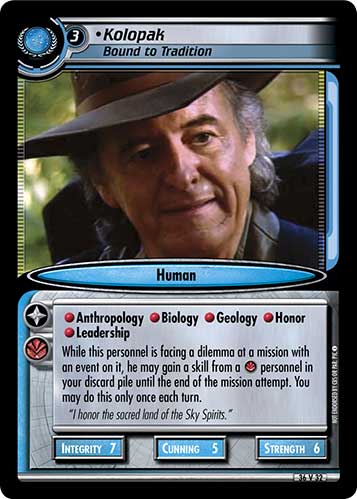 3
•Kolopak
Bound to Tradition
Human
Anthropology Biology Geology Honor
Leadership
While this personnel is facing a dilemma at a mission
with an event on it, he may gain a skill from a personnel in
your discard pile until the end of the mission attempt. You
may do this only once each turn.
"I honor the sacred land of the Sky Spirits."
INTEGRITY 7 CUNNING 5 STRENGTH 6
36 V 32